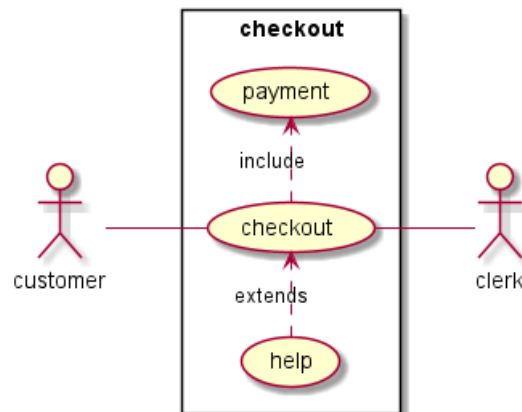 checkout
payment
include
checkout
customer
clerk
extends
help